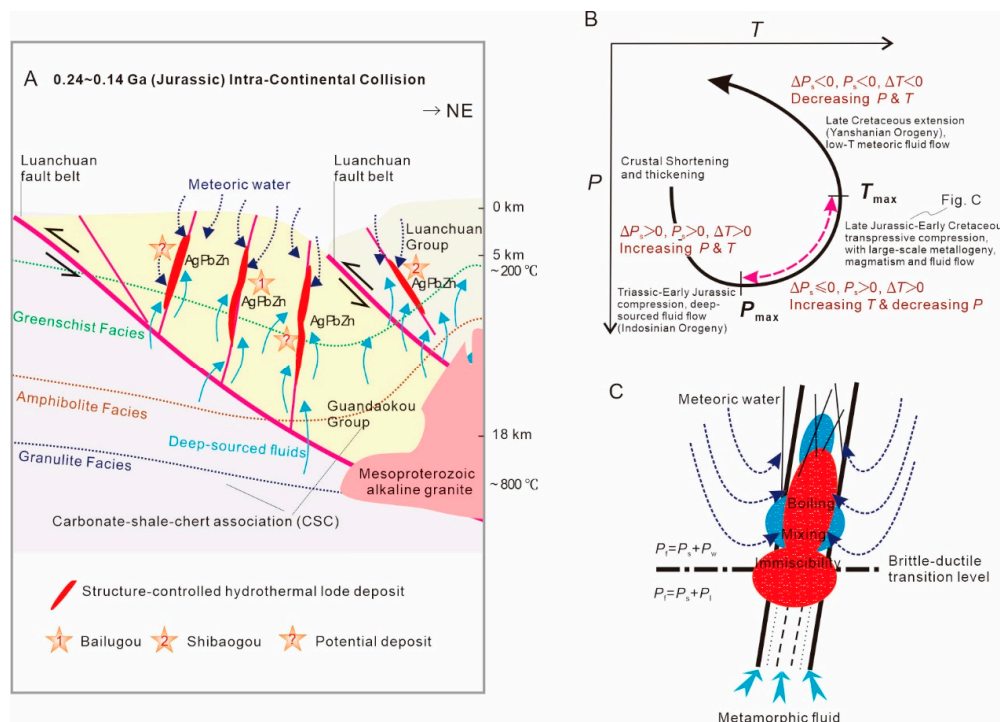 A 0.24~0.14 Ga (Jurassic) Intra-Continental Collision
→ NE
Luanchuan
fault belt
Meteoric water
Luanchuan
fault belt
0 km
Luanchuan
Group
5 km
~200 ℃
?
1
2
?
AgPbZn
AgPbZn
AgPbZn
AgPbZn
Greenschist Facies
Amphibolite Facies
Guandaokou
Group
Deep-sourced fluids
18 km
Granulite Facies
Mesoproterozoic
alkaline granite
~800 ℃
Carbonate-shale-chert association (CSC)
Structure-controlled hydrothermal lode deposit
1 Bailugou 2 Shibaogou ? Potential deposit
B
T
P
ΔPs<0, Ps<0, ΔT<0
Decreasing P & T
Late Cretaceous extension
(Yanshanian Orogeny),
low-T meteoric fluid flow
Crustal Shortening
and thickening
Tmax
Fig. C
ΔPs>0, Ps>0, ΔT>0
Increasing P & T
Late Jurassic-Early Cretaceous
transpressive compression,
with large-scale metallogeny,
magmatism and fluid flow
Triassic-Early Jurassic
compression, deep-
sourced fluid flow
(Indosinian Orogeny)
Pmax
ΔPs≤0, Ps>0, ΔT>0
Increasing T & decreasing P
C
Meteoric water
Boiling
Mixing
Immiscibility
Pf=Ps+Pw
Pf=Ps+Pl
Brittle-ductile
transition level
Metamorphic fluid